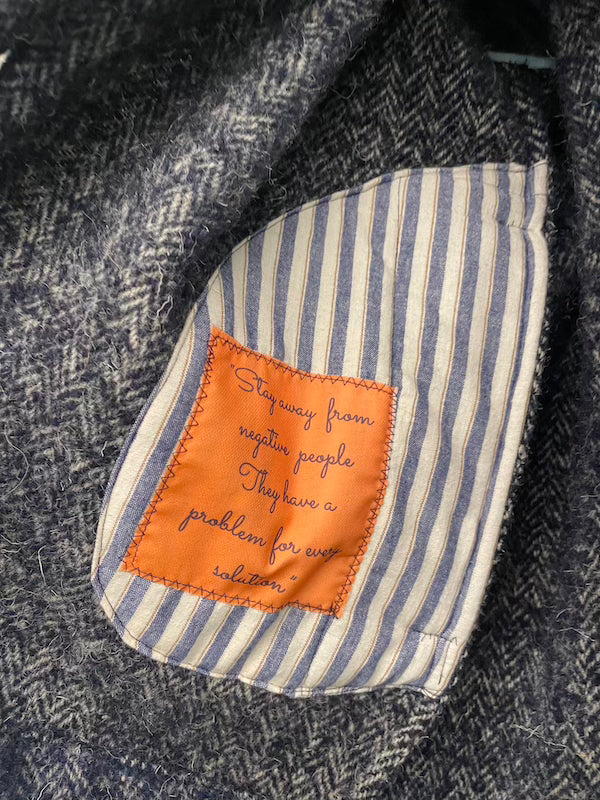 "Stay away from
negative people
They have a
problem for every
solution"